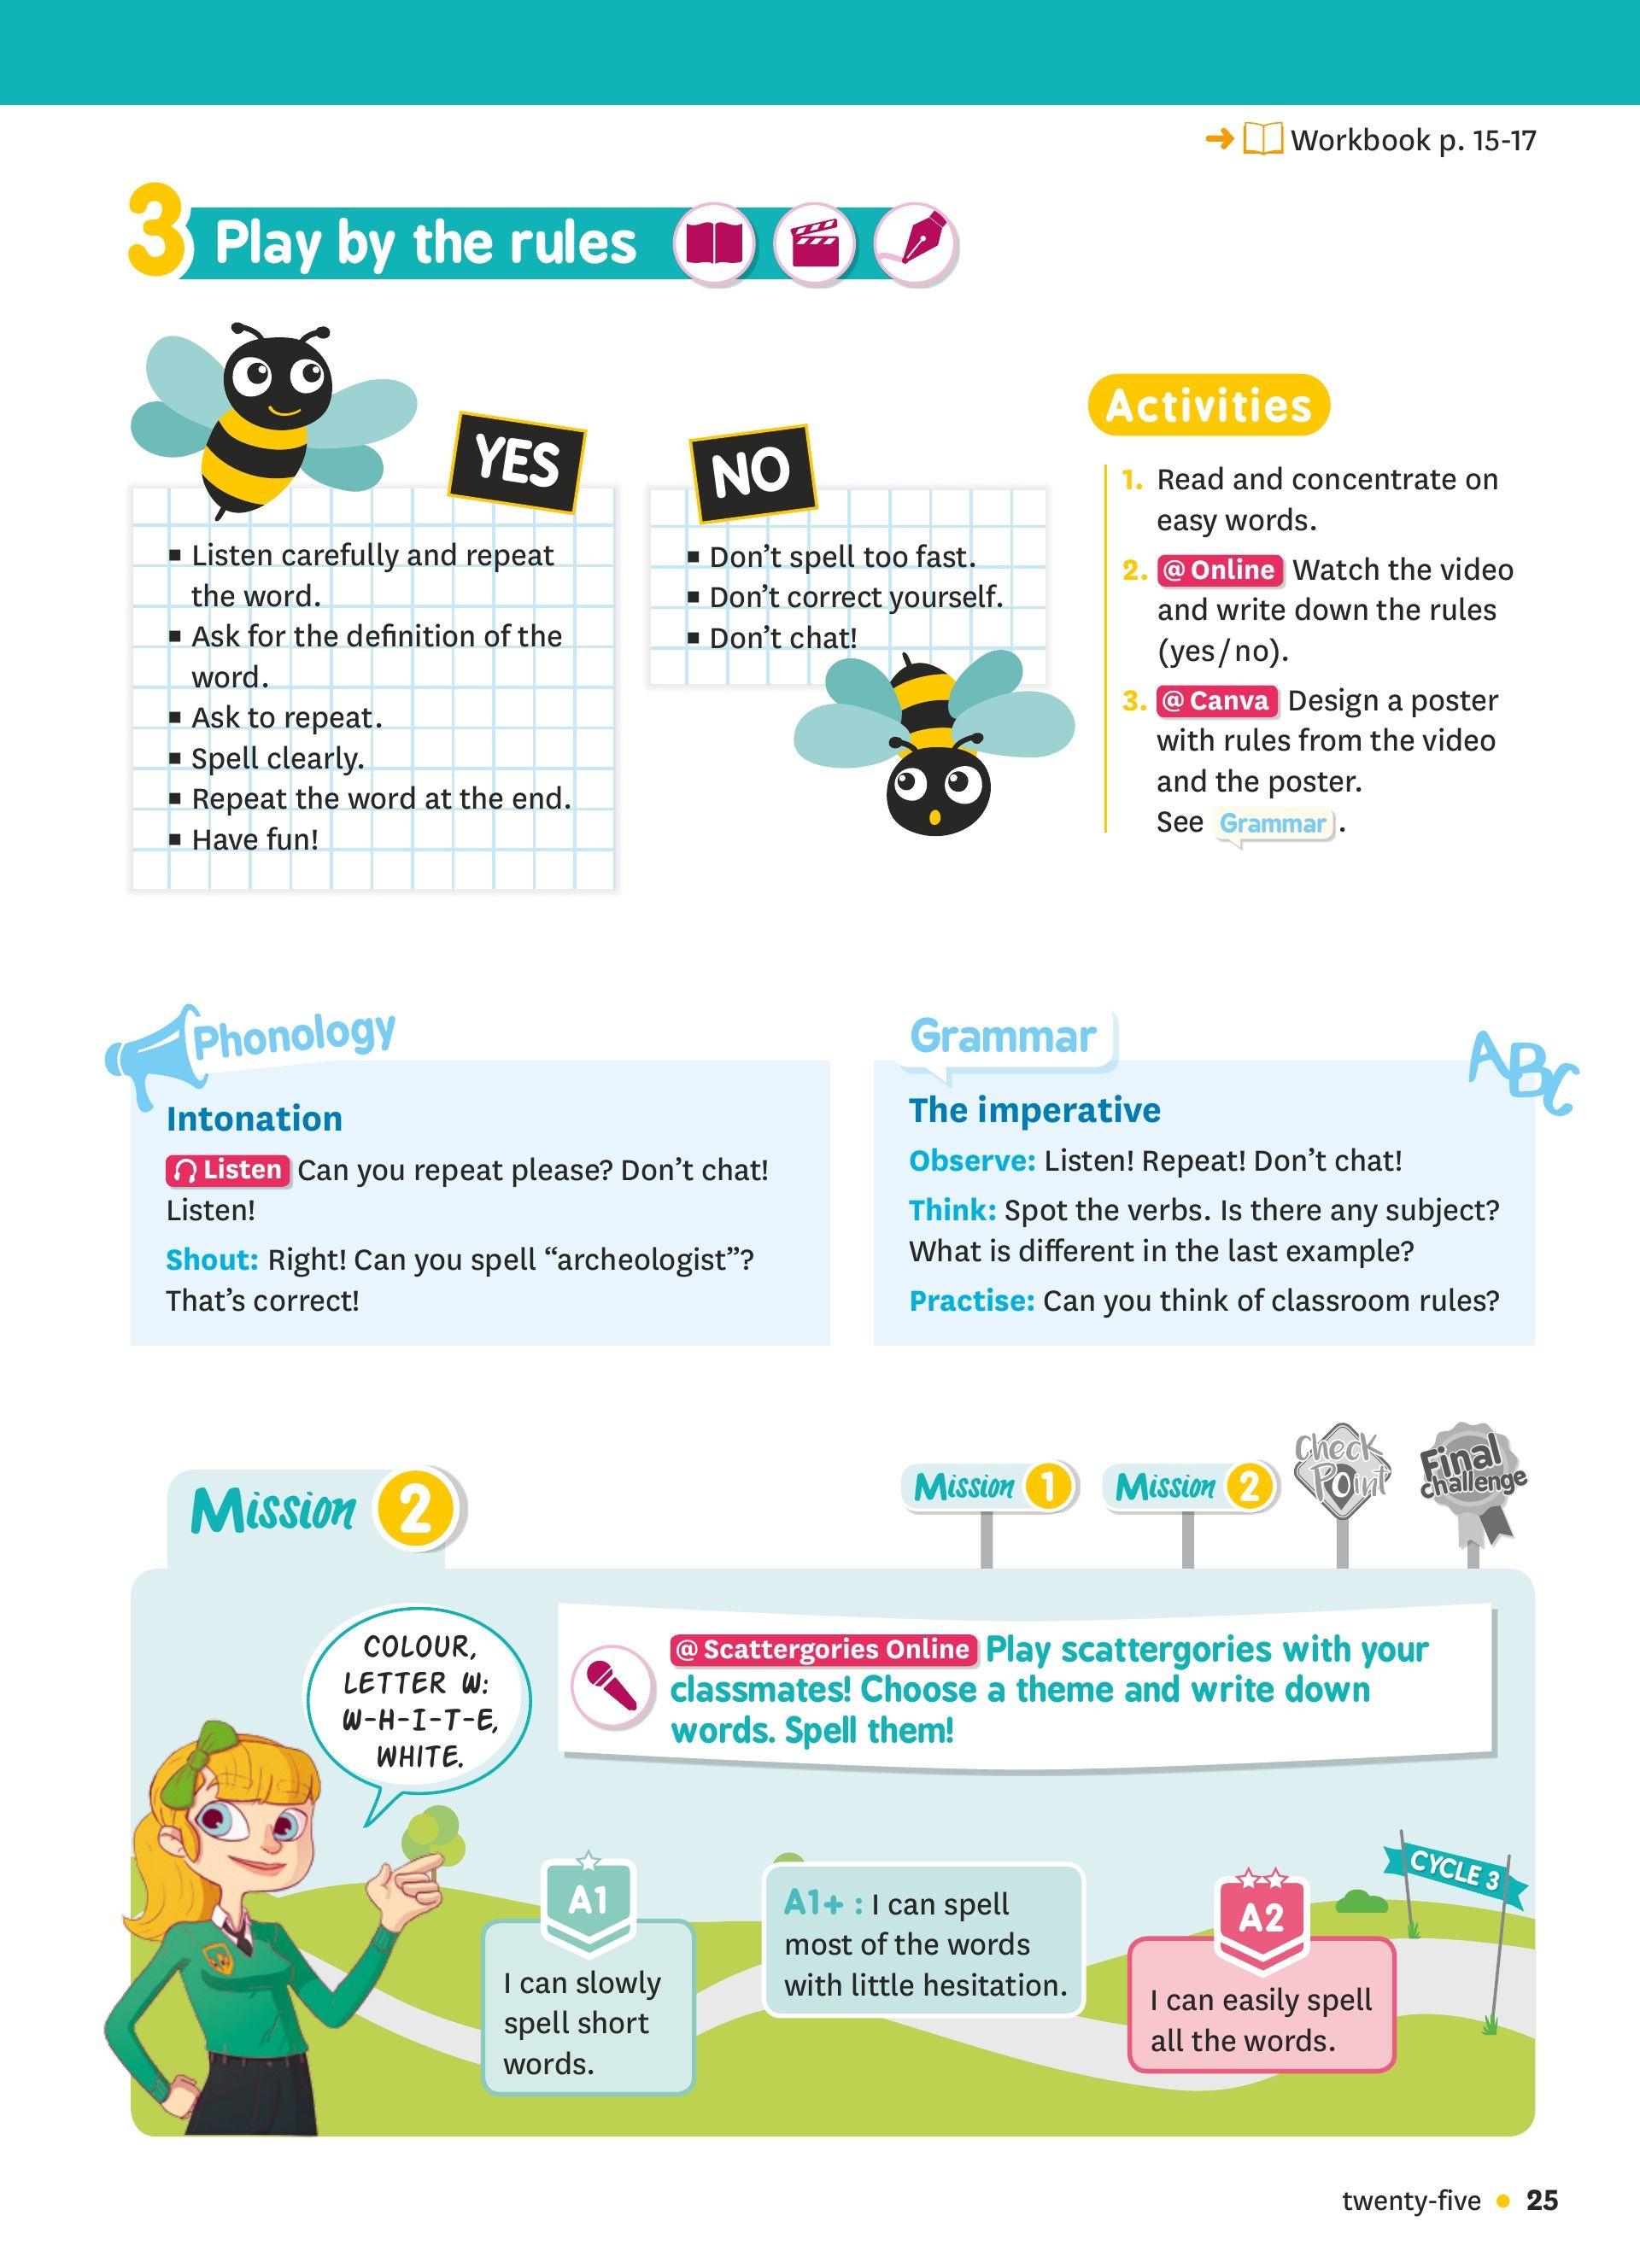 Workbook p. 15-17
3 Play by the rules
YES
▪ Listen carefully and repeat
the word.
▪ Ask for the definition of the
word.
▪ Ask to repeat.
▪ Spell clearly.
▪ Repeat the word at the end.
▪ Have fun!
NO
▪ Don’t spell too fast.
▪ Don’t correct yourself.
▪ Don’t chat!
Activities
1. Read and concentrate on
easy words.
2. @ Online Watch the video
and write down the rules
(yes / no).
3. @ Canva Design a poster
with rules from the video
and the poster.
See Grammar .
Phonology
Intonation
Listen Can you repeat please? Don’t chat!
Listen!
Shout: Right! Can you spell “archeologist”?
That’s correct!
Grammar
ABC
The imperative
Observe: Listen! Repeat! Don’t chat!
Think: Spot the verbs. Is there any subject?
What is different in the last example?
Practise: Can you think of classroom rules?
Mission 2
Mission 1
Mission 2
Check
Point
Final
challenge
COLOUR,
LETTER W:
W-H-I-T-E,
WHITE.
@ Scattergories Online Play scattergories with your
classmates! Choose a theme and write down
words. Spell them!
A1
I can slowly
spell short
words.
A1+ : I can spell
most of the words
with little hesitation.
A2
I can easily spell
all the words.
CYCLE 3
twenty-five • 25